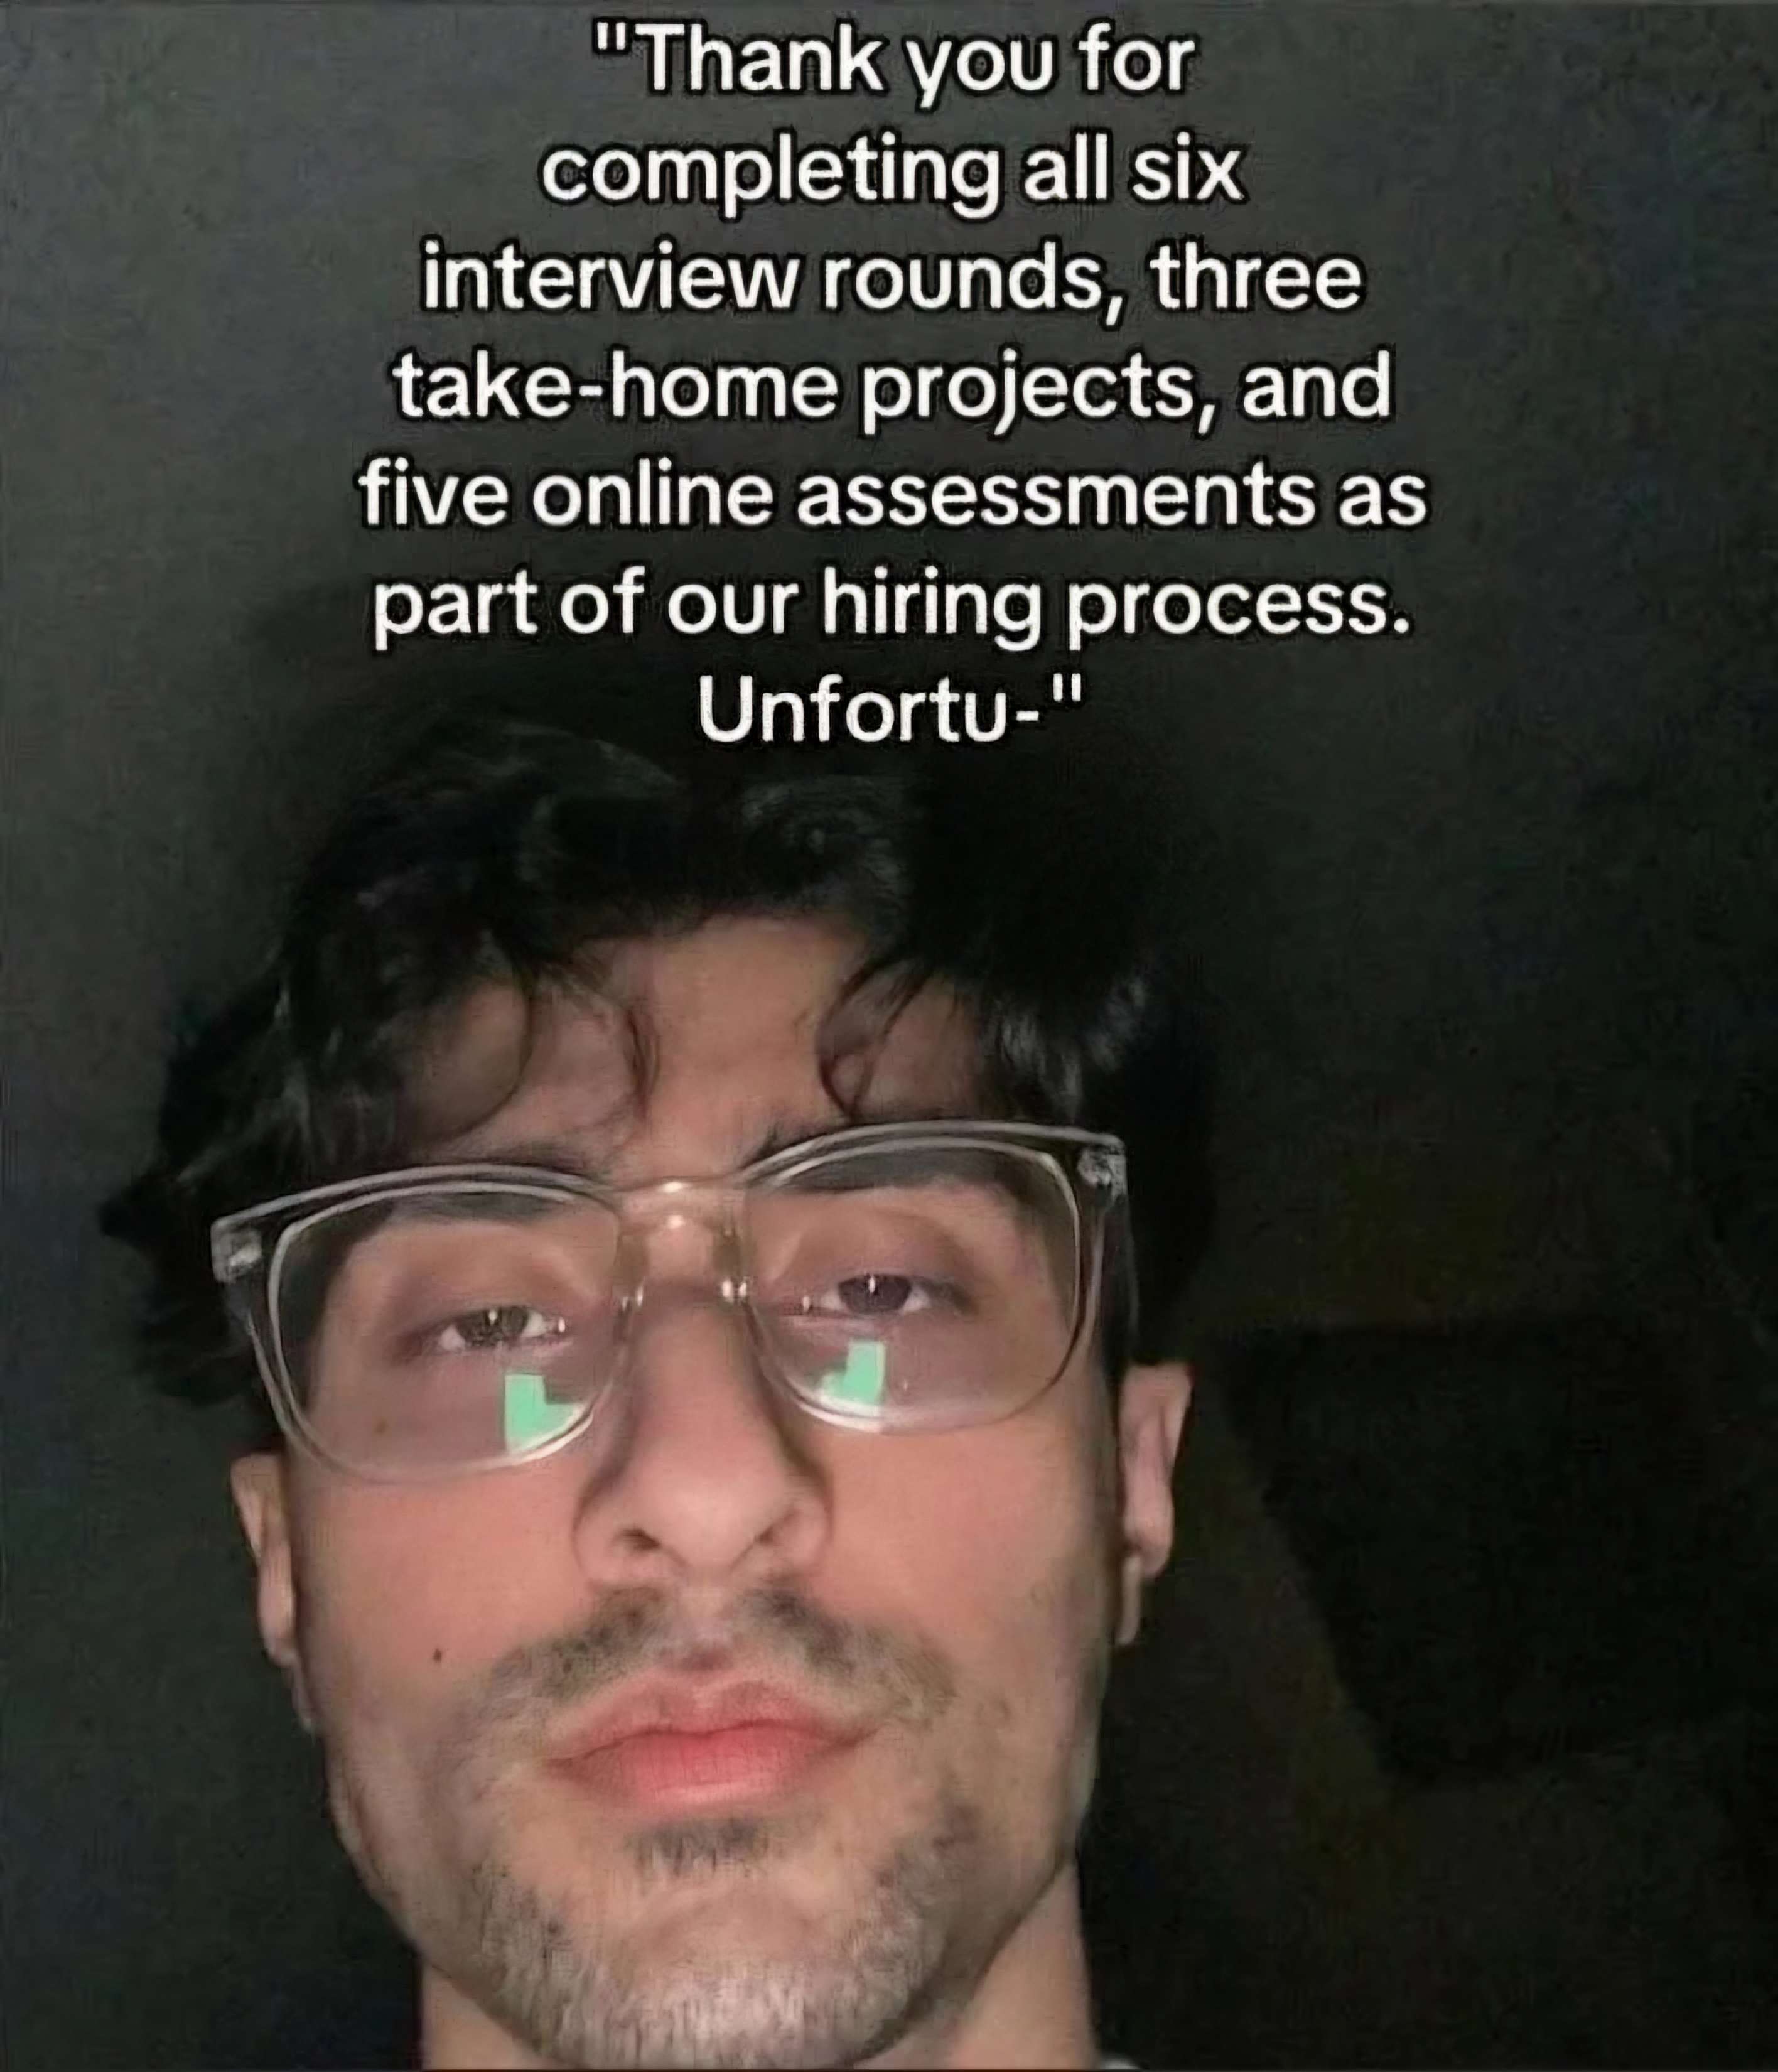 "Thank you for
completing all six
interview rounds, three
take-home projects, and
five online assessments as
part of our hiring process.
Unfortu-"